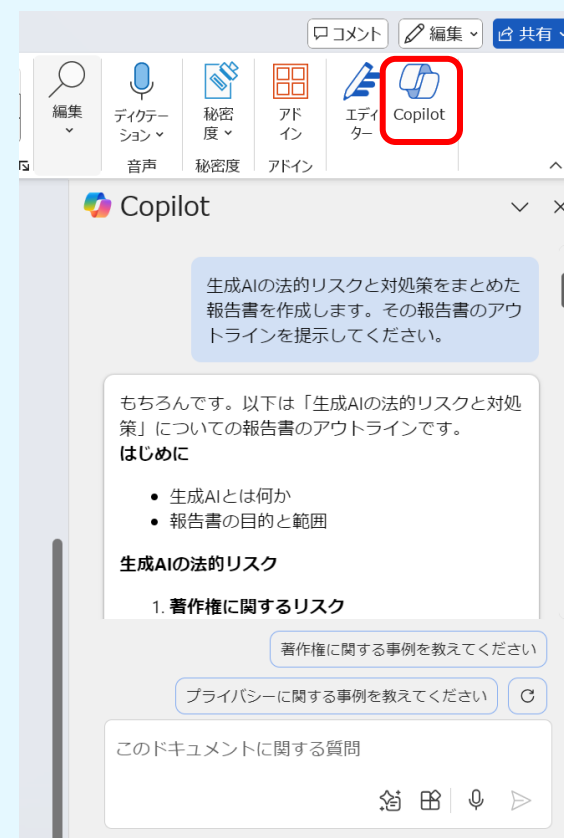 コメント
編集
共有
編集
ディクテー
ション
秘密
度
アド
イン
エディ
ター
Copilot
音声
秘密度
アドイン
Copilot
生成AIの法的リスクと対処策をまとめた
報告書を作成します。その報告書のアウ
トラインを提示してください。
もちろんです。以下は「生成AIの法的リスクと対処
策」についての報告書のアウトラインです。
はじめに
• 生成AIとは何か
• 報告書の目的と範囲
生成AIの法的リスク
1. 著作権に関するリスク
著作権に関する事例を教えてください
プライバシーに関する事例を教えてください
このドキュメントに関する質問